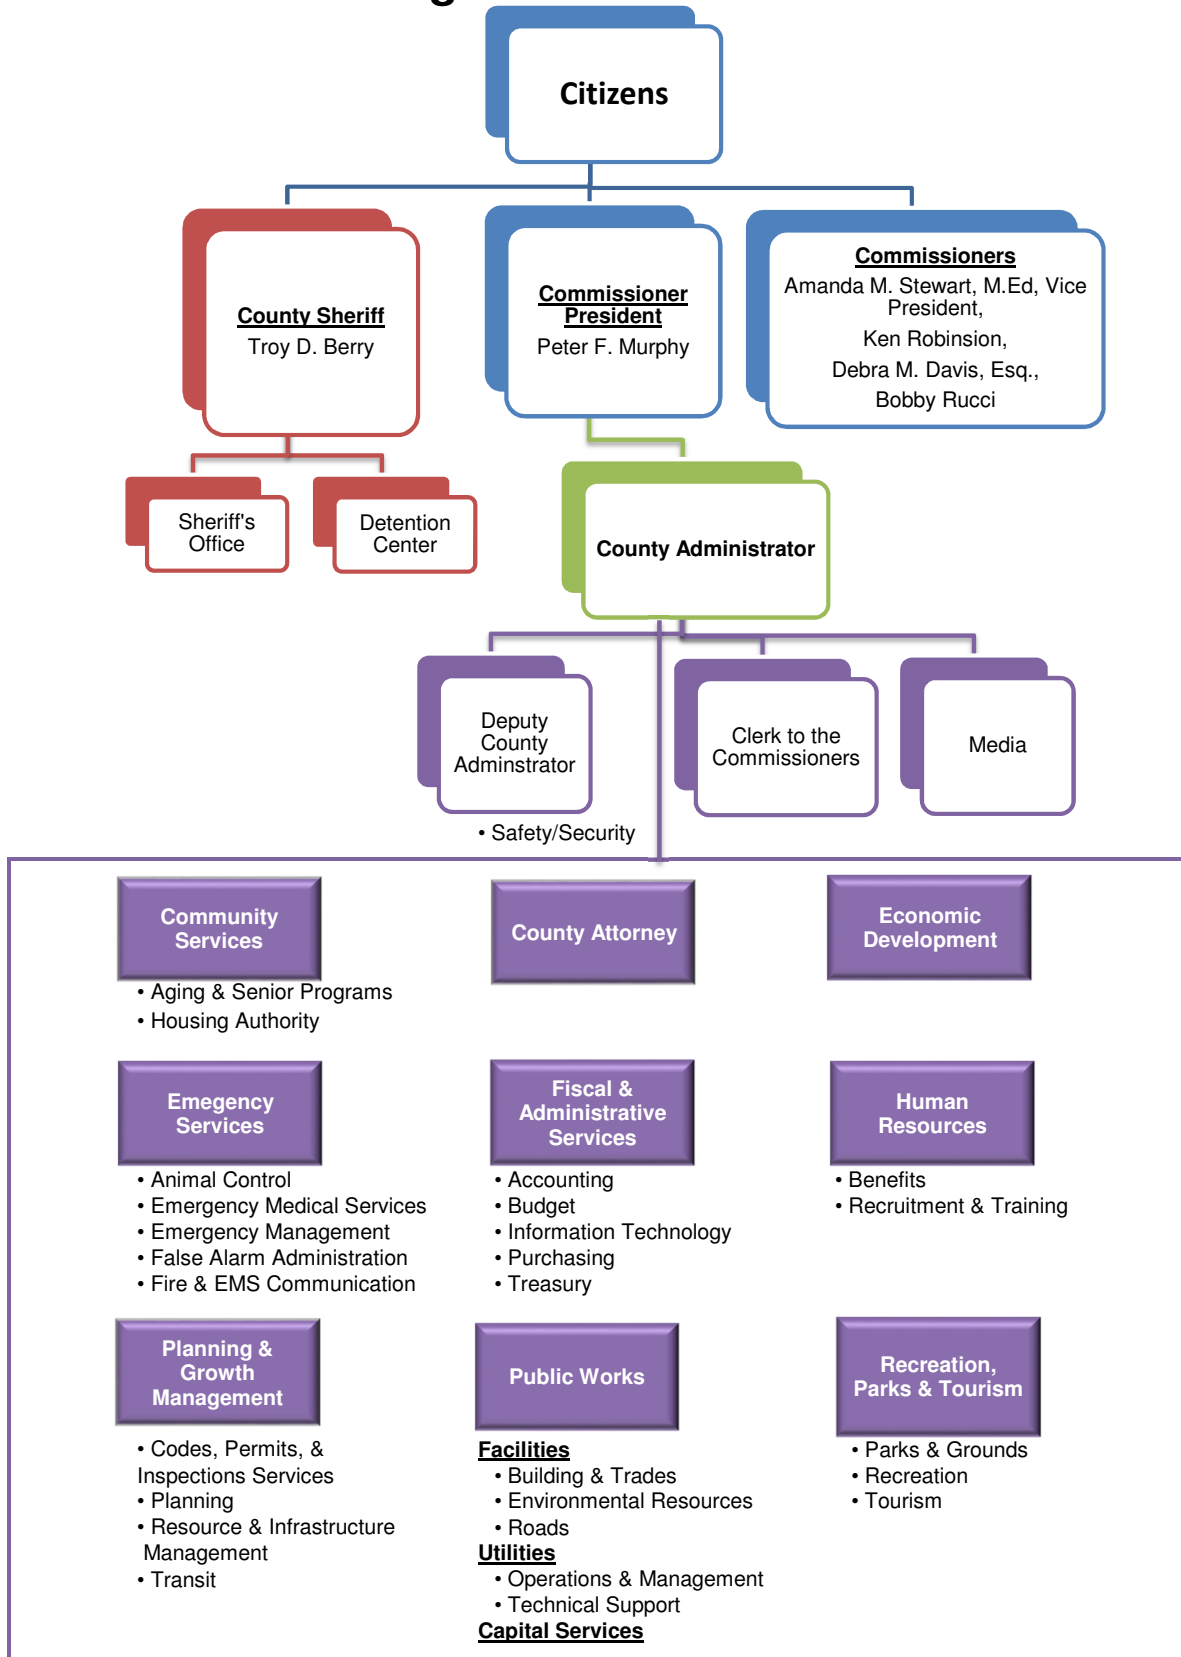 Citizens
County Sheriff
Troy D. Berry
Commissioner
President
Peter F. Murphy
Commissioners
Amanda M. Stewart, M.Ed, Vice
President,
Ken Robinsion,
Debra M. Davis, Esq.,
Bobby Rucci
Sheriff's
Office
Detention
Center
County Administrator
Deputy
County
Adminstrator
• Safety/Security
Clerk to the
Commissioners
Media
Community
Services
• Aging & Senior Programs
• Housing Authority
County Attorney
Economic
Development
Emegency
Services
• Animal Control
• Emergency Medical Services
• Emergency Management
• False Alarm Administration
• Fire & EMS Communication
Fiscal &
Administrative
Services
• Accounting
• Budget
• Information Technology
• Purchasing
• Treasury
Human
Resources
• Benefits
• Recruitment & Training
Planning &
Growth
Management
• Codes, Permits, &
Inspections Services
• Planning
• Resource & Infrastructure
Management
• Transit
Public Works
Facilities
• Building & Trades
• Environmental Resources
• Roads
Utilities
• Operations & Management
• Technical Support
Capital Services
Recreation,
Parks & Tourism
• Parks & Grounds
• Recreation
• Tourism